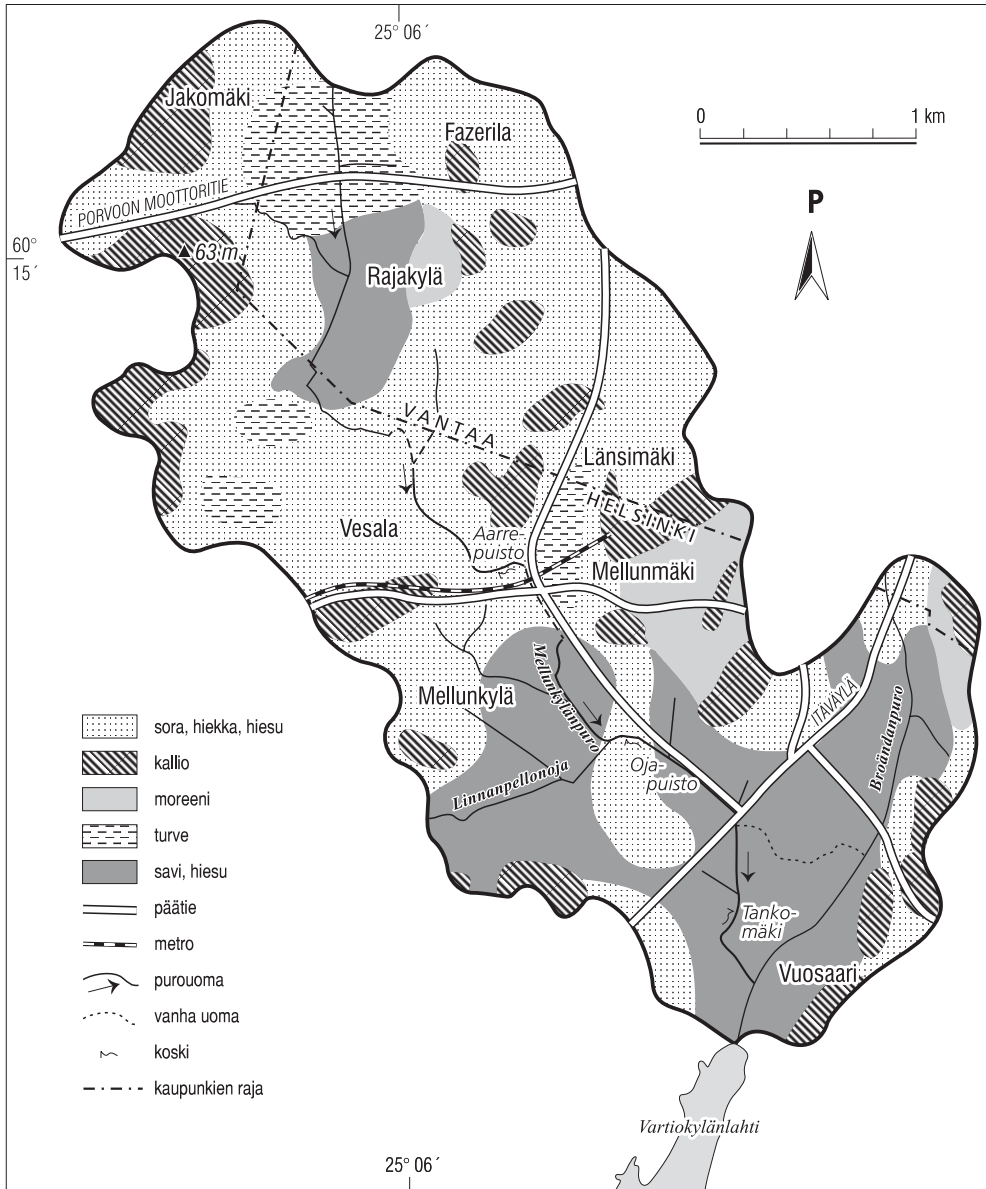 25° 06´
Jakomäki
Fazerila
0 1 km
PORVOON MOOTTORITIE
P
60°
15´
63 m
Rajakylä
VANTAA
Länsimäki
HELSINKI
Vesala
Aarre-
puisto
Mellunmäki
Mellunkylä
Mellunkylänpuro
ITÄVÄYLÄ
Broändanpuro
Oja-
puisto
Linnanpellonoja
sora, hiekka, hiesu
kallio
moreeni
turve
savi, hiesu
päätie
metro
purouoma
vanha uoma
koski
kaupunkien raja
Tanko-
mäki
Vuosaari
Vartiokylänlahti
25° 06´